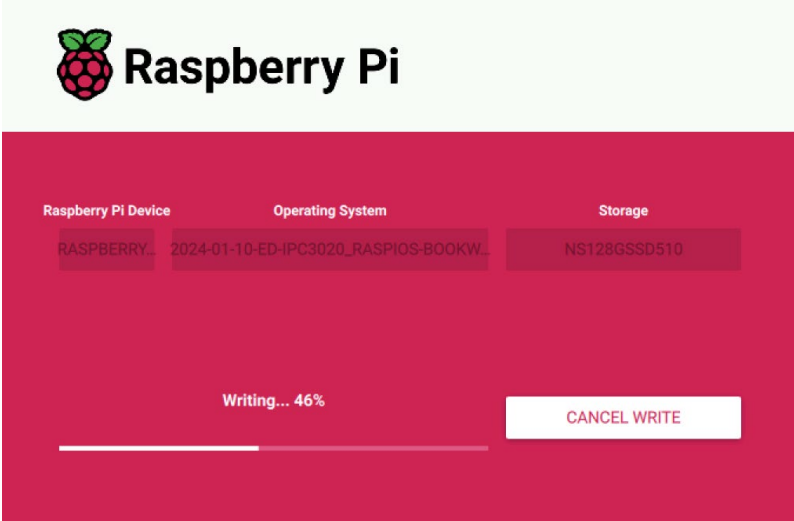 Raspberry Pi
Raspberry Pi Device Operating System Storage
RASPBERRY... 2024-01-10-ED-IPC3020_RASPIOS-BOOKW... NS128GSSD510
Writing... 46%
CANCEL WRITE